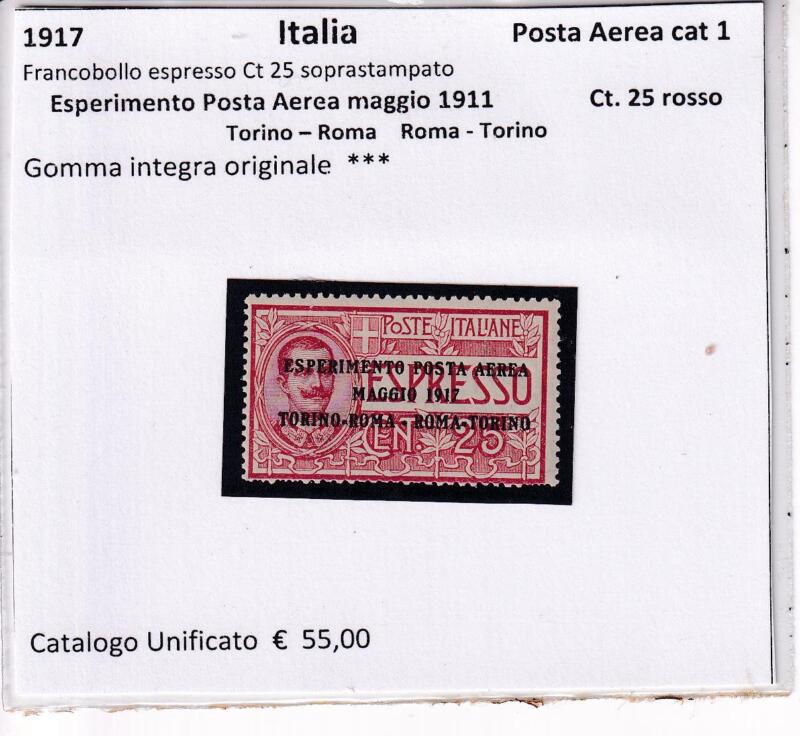 1917 Italia Posta Aerea cat 1
Francobollo espresso Ct 25 soprastampato
Esperimento Posta Aerea maggio 1911 Ct. 25 rosso
Torino – Roma Roma - Torino
Gomma integra originale ***
POSTE ITALIANE
ESPERIMENTO POSTA AEREA
ESPRESSO
MAGGIO 1917
TORINO-ROMA - ROMA-TORINO
CEN. 25
Catalogo Unificato € 55,00